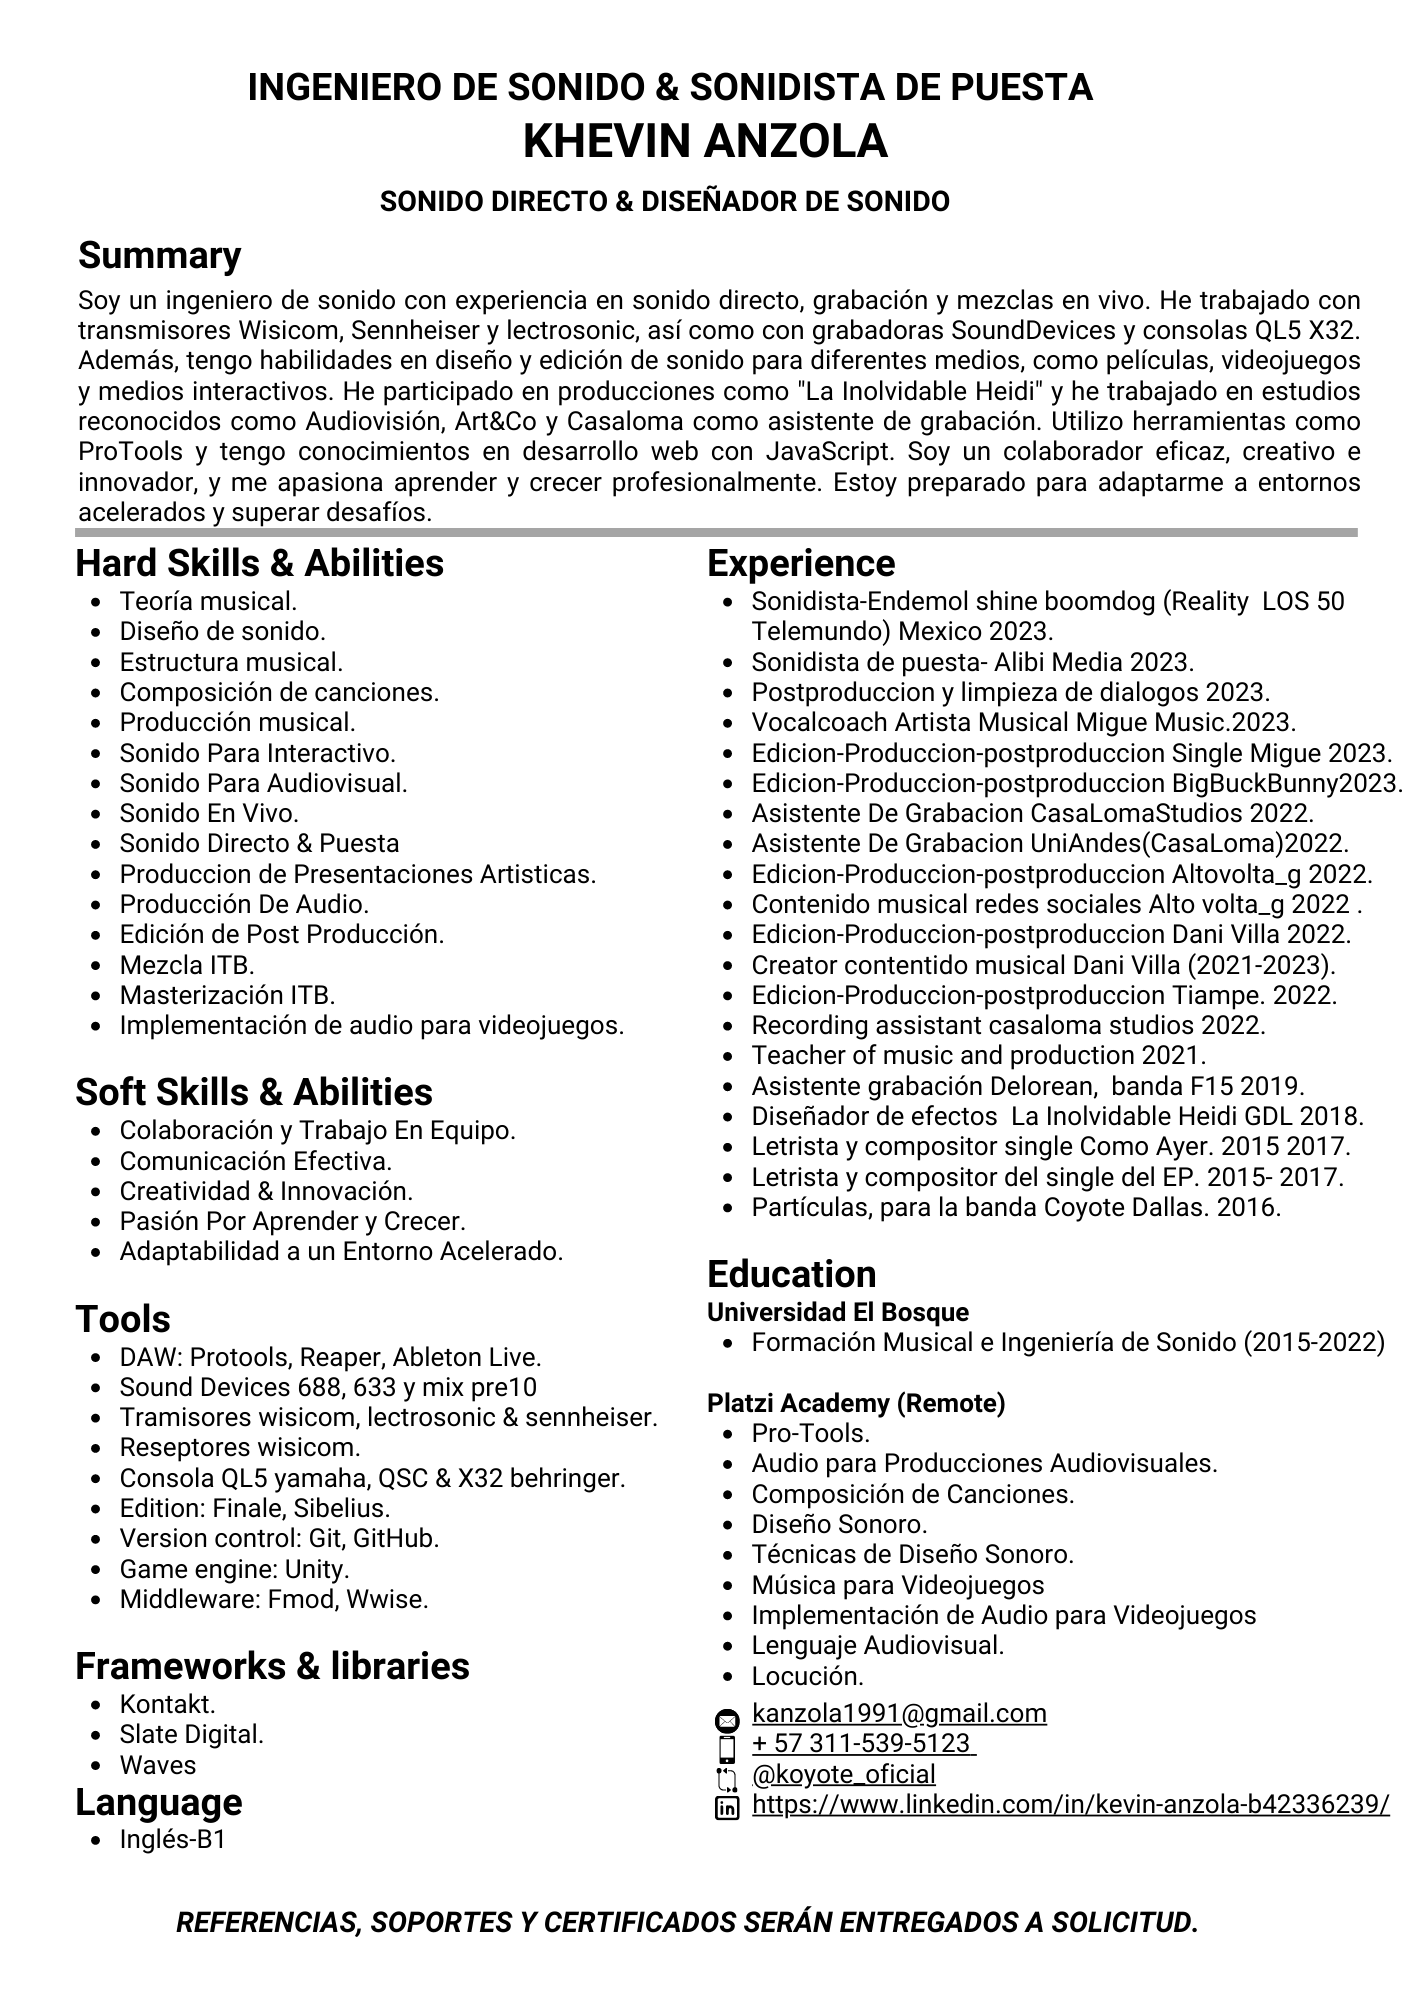 INGENIERO DE SONIDO & SONIDISTA DE PUESTA
KHEVIN ANZOLA
SONIDO DIRECTO & DISEÑADOR DE SONIDO
Summary
Soy un ingeniero de sonido con experiencia en sonido directo, grabación y mezclas en vivo. He trabajado con
transmisores Wisicom, Sennheiser y lectrosonic, así como con grabadoras SoundDevices y consolas QL5 X32.
Además, tengo habilidades en diseño y edición de sonido para diferentes medios, como películas, videojuegos
y medios interactivos. He participado en producciones como "La Inolvidable Heidi" y he trabajado en estudios
reconocidos como Audiovisión, Art&Co y Casaloma como asistente de grabación. Utilizo herramientas como
ProTools y tengo conocimientos en desarrollo web con JavaScript. Soy un colaborador eficaz, creativo e
innovador, y me apasiona aprender y crecer profesionalmente. Estoy preparado para adaptarme a entornos
acelerados y superar desafíos.
Hard Skills & Abilities
• Teoría musical.
• Diseño de sonido.
• Estructura musical.
• Composición de canciones.
• Producción musical.
• Sonido Para Interactivo.
• Sonido Para Audiovisual.
• Sonido En Vivo.
• Sonido Directo & Puesta
• Produccion de Presentaciones Artisticas.
• Producción De Audio.
• Edición de Post Producción.
• Mezcla ITB.
• Masterización ITB.
• Implementación de audio para videojuegos.
Soft Skills & Abilities
• Colaboración y Trabajo En Equipo.
• Comunicación Efectiva.
• Creatividad & Innovación.
• Pasión Por Aprender y Crecer.
• Adaptabilidad a un Entorno Acelerado.
Tools
• DAW: Protools, Reaper, Ableton Live.
• Sound Devices 688, 633 y mix pre10
• Tramisores wisicom, lectrosonic & sennheiser.
• Reseptores wisicom.
• Consola QL5 yamaha, QSC & X32 behringer.
• Edition: Finale, Sibelius.
• Version control: Git, GitHub.
• Game engine: Unity.
• Middleware: Fmod, Wwise.
Frameworks & libraries
• Kontakt.
• Slate Digital.
• Waves
Language
• Inglés-B1
Experience
• Sonidista-Endemol shine boomdog (Reality  LOS 50
Telemundo) Mexico 2023.
• Sonidista de puesta- Alibi Media 2023.
• Postproduccion y limpieza de dialogos 2023.
• Vocalcoach Artista Musical Migue Music.2023.
• Edicion-Produccion-postproduccion Single Migue 2023.
• Edicion-Produccion-postproduccion BigBuckBunny2023.
• Asistente De Grabacion CasaLomaStudios 2022.
• Asistente De Grabacion UniAndes(CasaLoma)2022.
• Edicion-Produccion-postproduccion Altovolta_g 2022.
• Contenido musical redes sociales Alto volta_g 2022 .
• Edicion-Produccion-postproduccion Dani Villa 2022.
• Creator contentido musical Dani Villa (2021-2023).
• Edicion-Produccion-postproduccion Tiampe. 2022.
• Recording assistant casaloma studios 2022.
• Teacher of music and production 2021.
• Asistente grabación Delorean,  banda F15 2019.
• Diseñador de efectos  La Inolvidable Heidi GDL 2018.
• Letrista y compositor single Como Ayer. 2015 2017.
• Letrista y compositor del single del EP. 2015- 2017.
• Partículas, para la banda Coyote Dallas. 2016.
Education
Universidad El Bosque
• Formación Musical e Ingeniería de Sonido (2015-2022)
Platzi Academy (Remote)
• Pro-Tools.
• Audio para Producciones Audiovisuales.
• Composición de Canciones.
• Diseño Sonoro.
• Técnicas de Diseño Sonoro.
• Música para Videojuegos
• Implementación de Audio para Videojuegos
• Lenguaje Audiovisual.
• Locución.
kanzola1991@gmail.com
+ 57 311-539-5123
@koyote_oficial
https://www.linkedin.com/in/kevin-anzola-b42336239/
REFERENCIAS, SOPORTES Y CERTIFICADOS SERÁN ENTREGADOS A SOLICITUD.